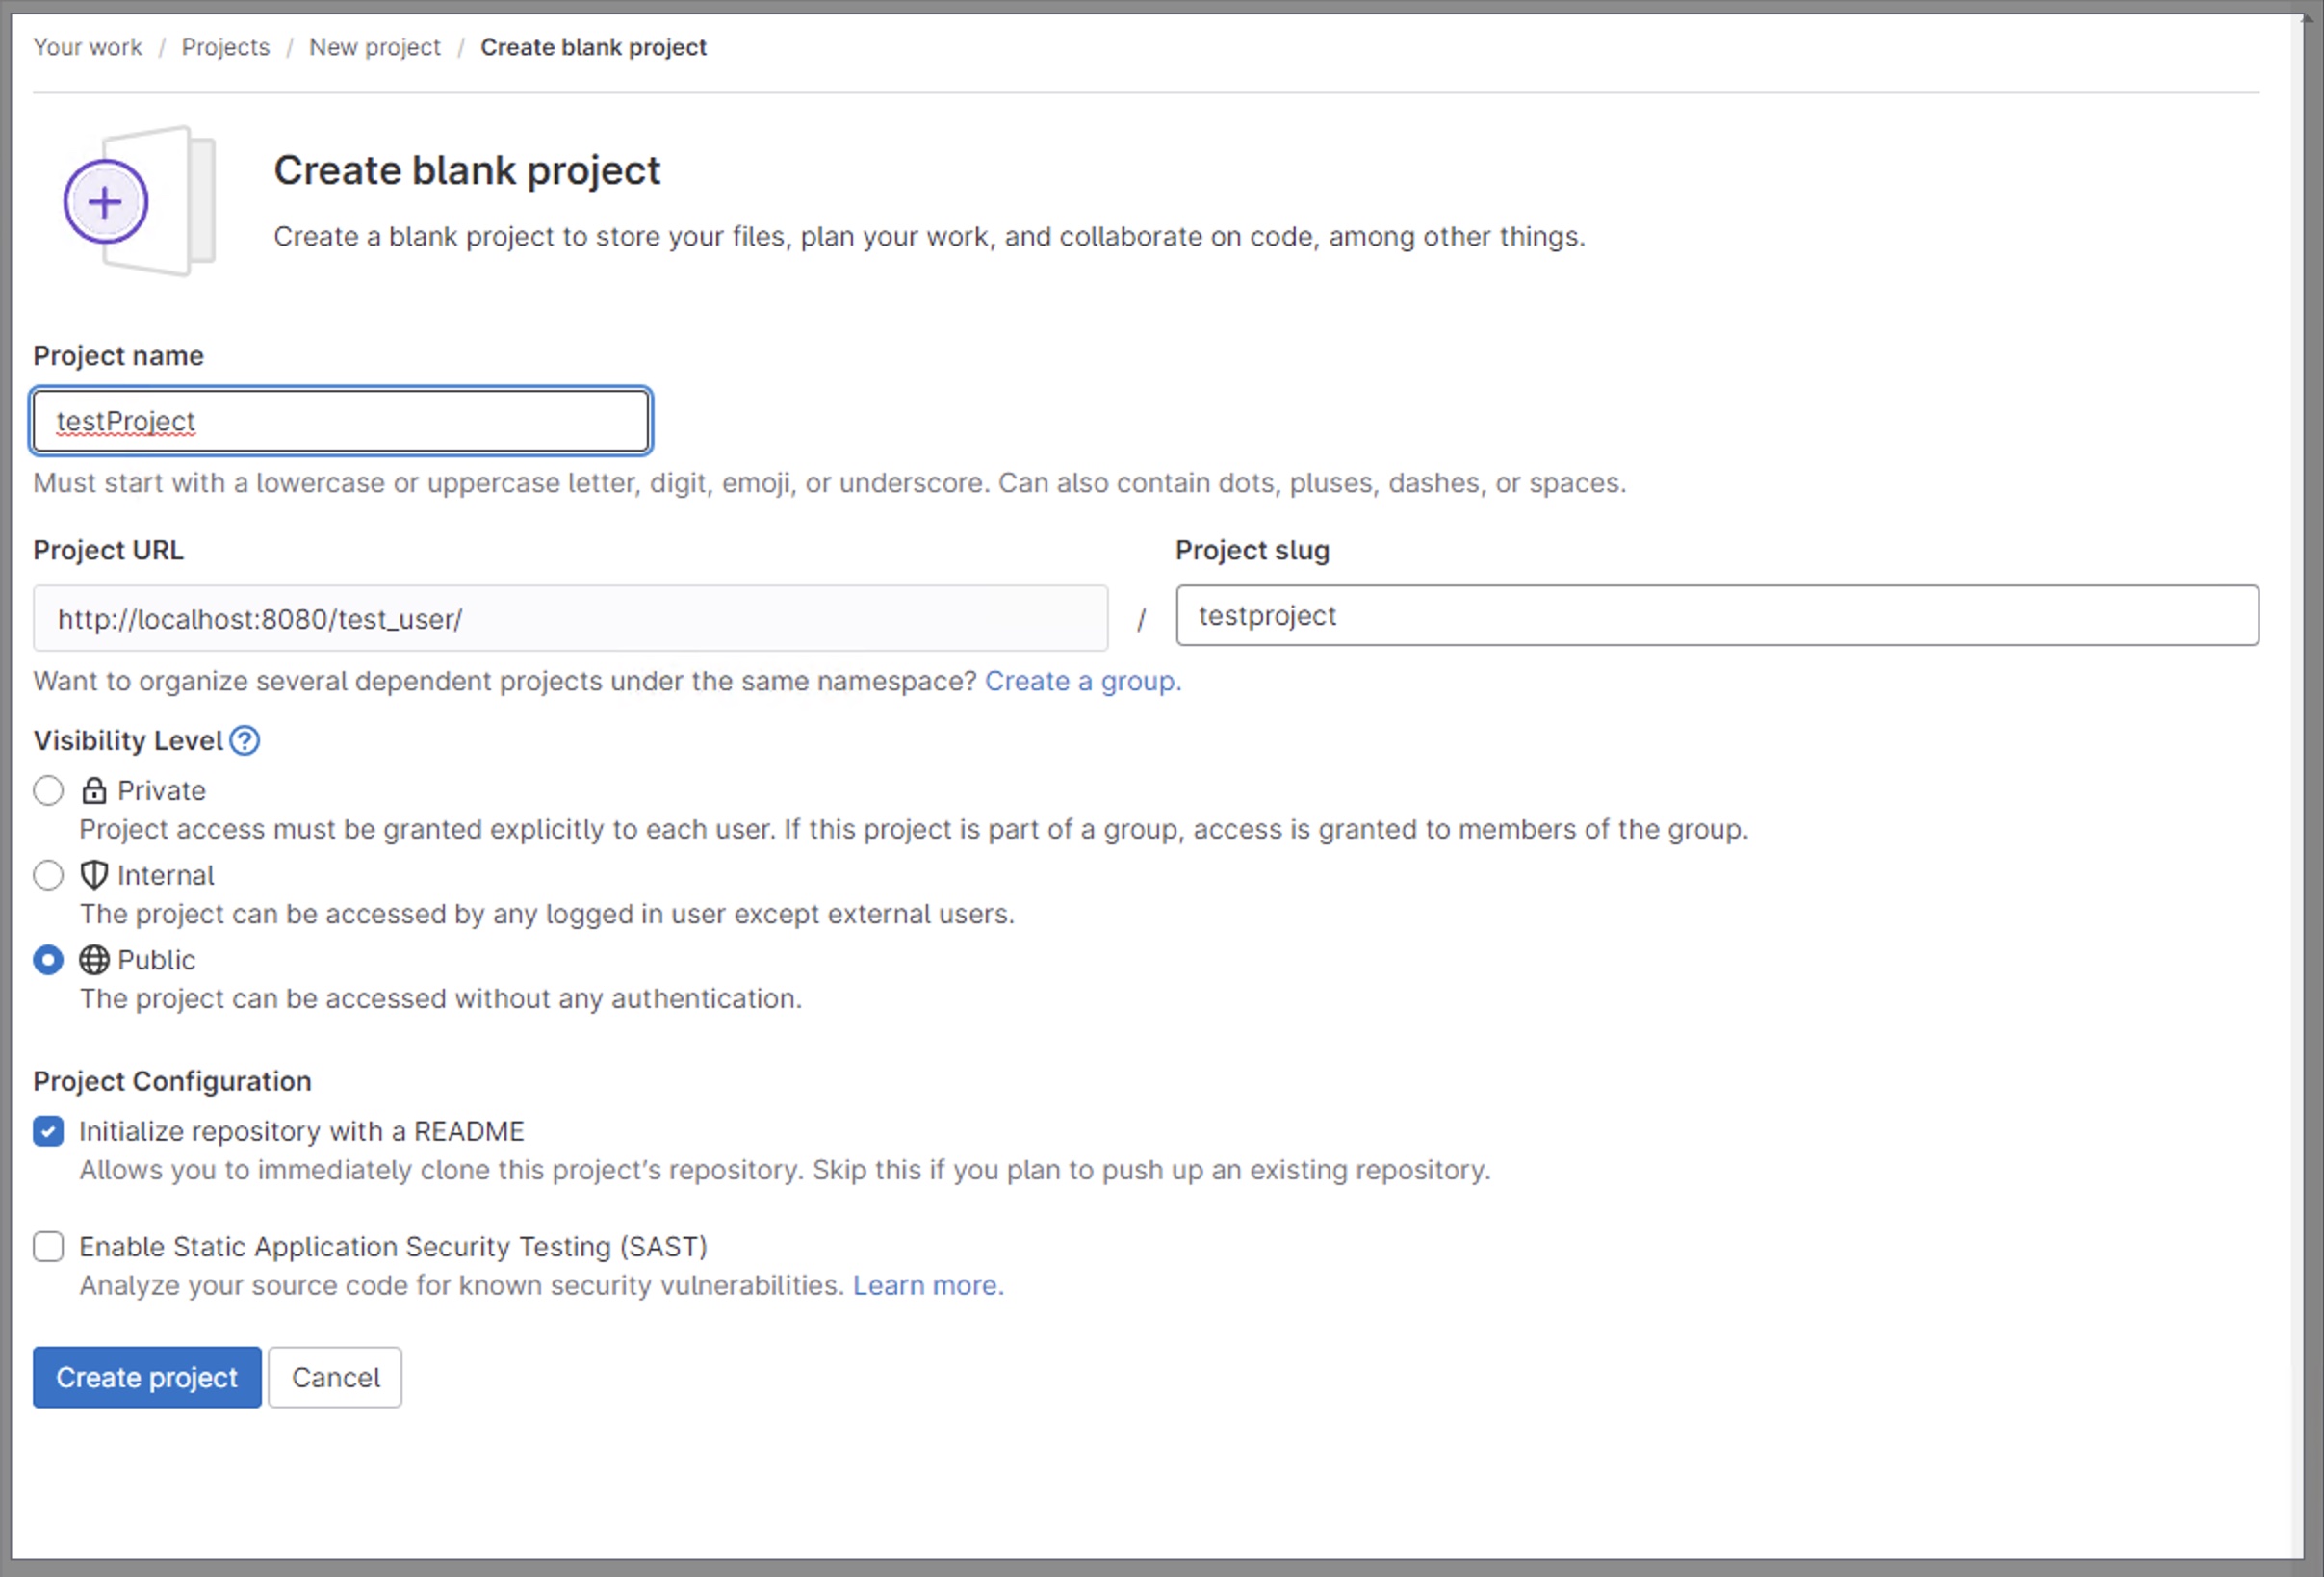 Your work / Projects / New project / Create blank project
Create blank project
Create a blank project to store your files, plan your work, and collaborate on code, among other things.
Project name
testProject
Must start with a lowercase or uppercase letter, digit, emoji, or underscore. Can also contain dots, pluses, dashes, or spaces.
Project URL
http://localhost:8080/test_user/
/
Project slug
testproject
Want to organize several dependent projects under the same namespace? Create a group.
Visibility Level
Private
Project access must be granted explicitly to each user. If this project is part of a group, access is granted to members of the group.
Internal
The project can be accessed by any logged in user except external users.
Public
The project can be accessed without any authentication.
Project Configuration
Initialize repository with a README
Allows you to immediately clone this project’s repository. Skip this if you plan to push up an existing repository.
Enable Static Application Security Testing (SAST)
Analyze your source code for known security vulnerabilities. Learn more.
Create project
Cancel